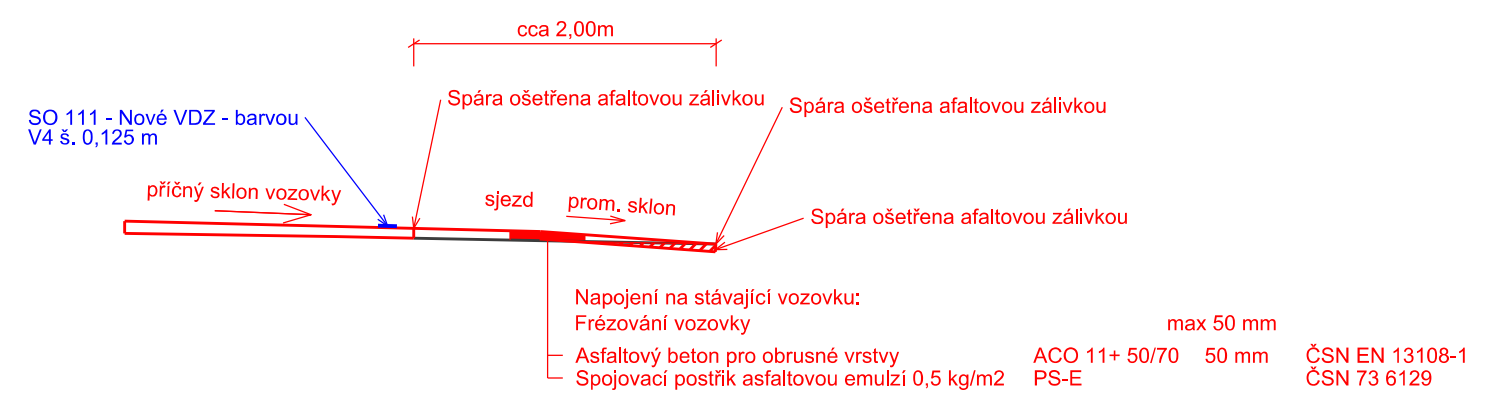 cca 2,00m
SO 111 - Nové VDZ - barvou
V4 š. 0,125 m
Spára ošetřena afaltovou zálivkou
Spára ošetřena afaltovou zálivkou
příčný sklon vozovky
sjezd
prom. sklon
Spára ošetřena afaltovou zálivkou
Napojení na stávající vozovku:
Frézování vozovky max 50 mm
Asfaltový beton pro obrusné vrstvy ACO 11+ 50/70 50 mm ČSN EN 13108-1
Spojovací postřik asfaltovou emulzí 0,5 kg/m2 PS-E ČSN 73 6129